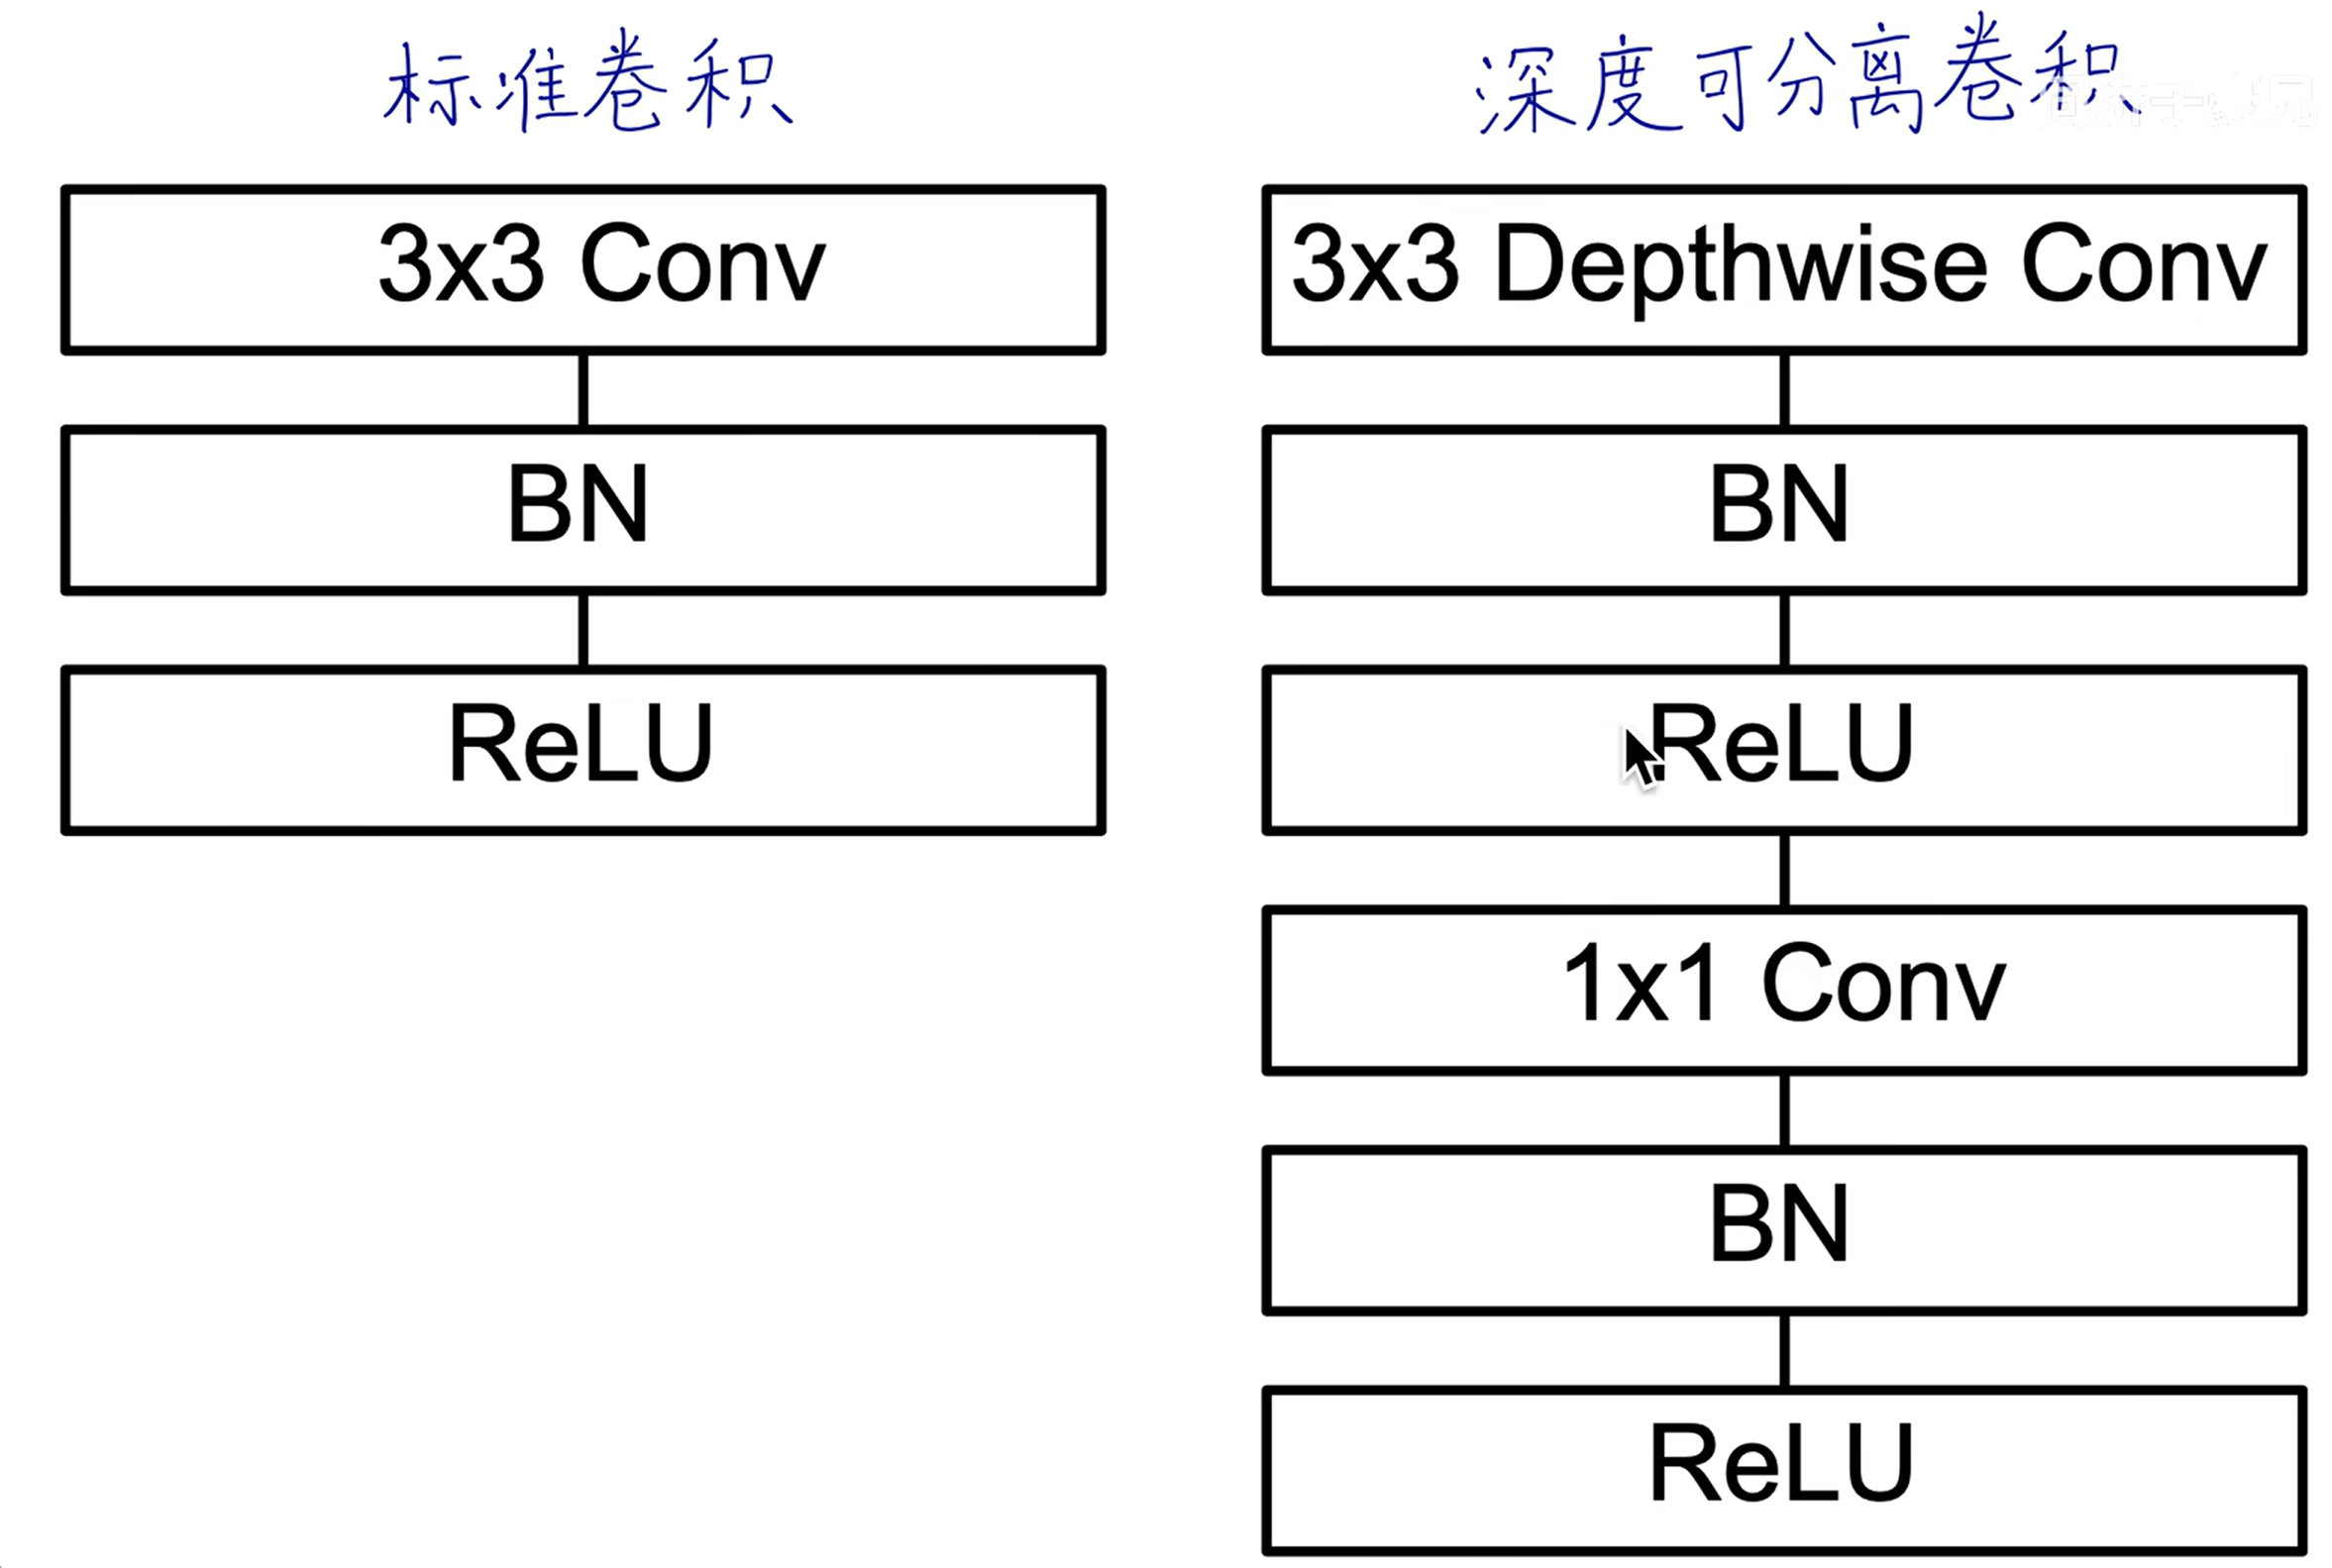 标准卷积
3x3 Conv
BN
ReLU
深度可分离卷积
3x3 Depthwise Conv
BN
ReLU
1x1 Conv
BN
ReLU